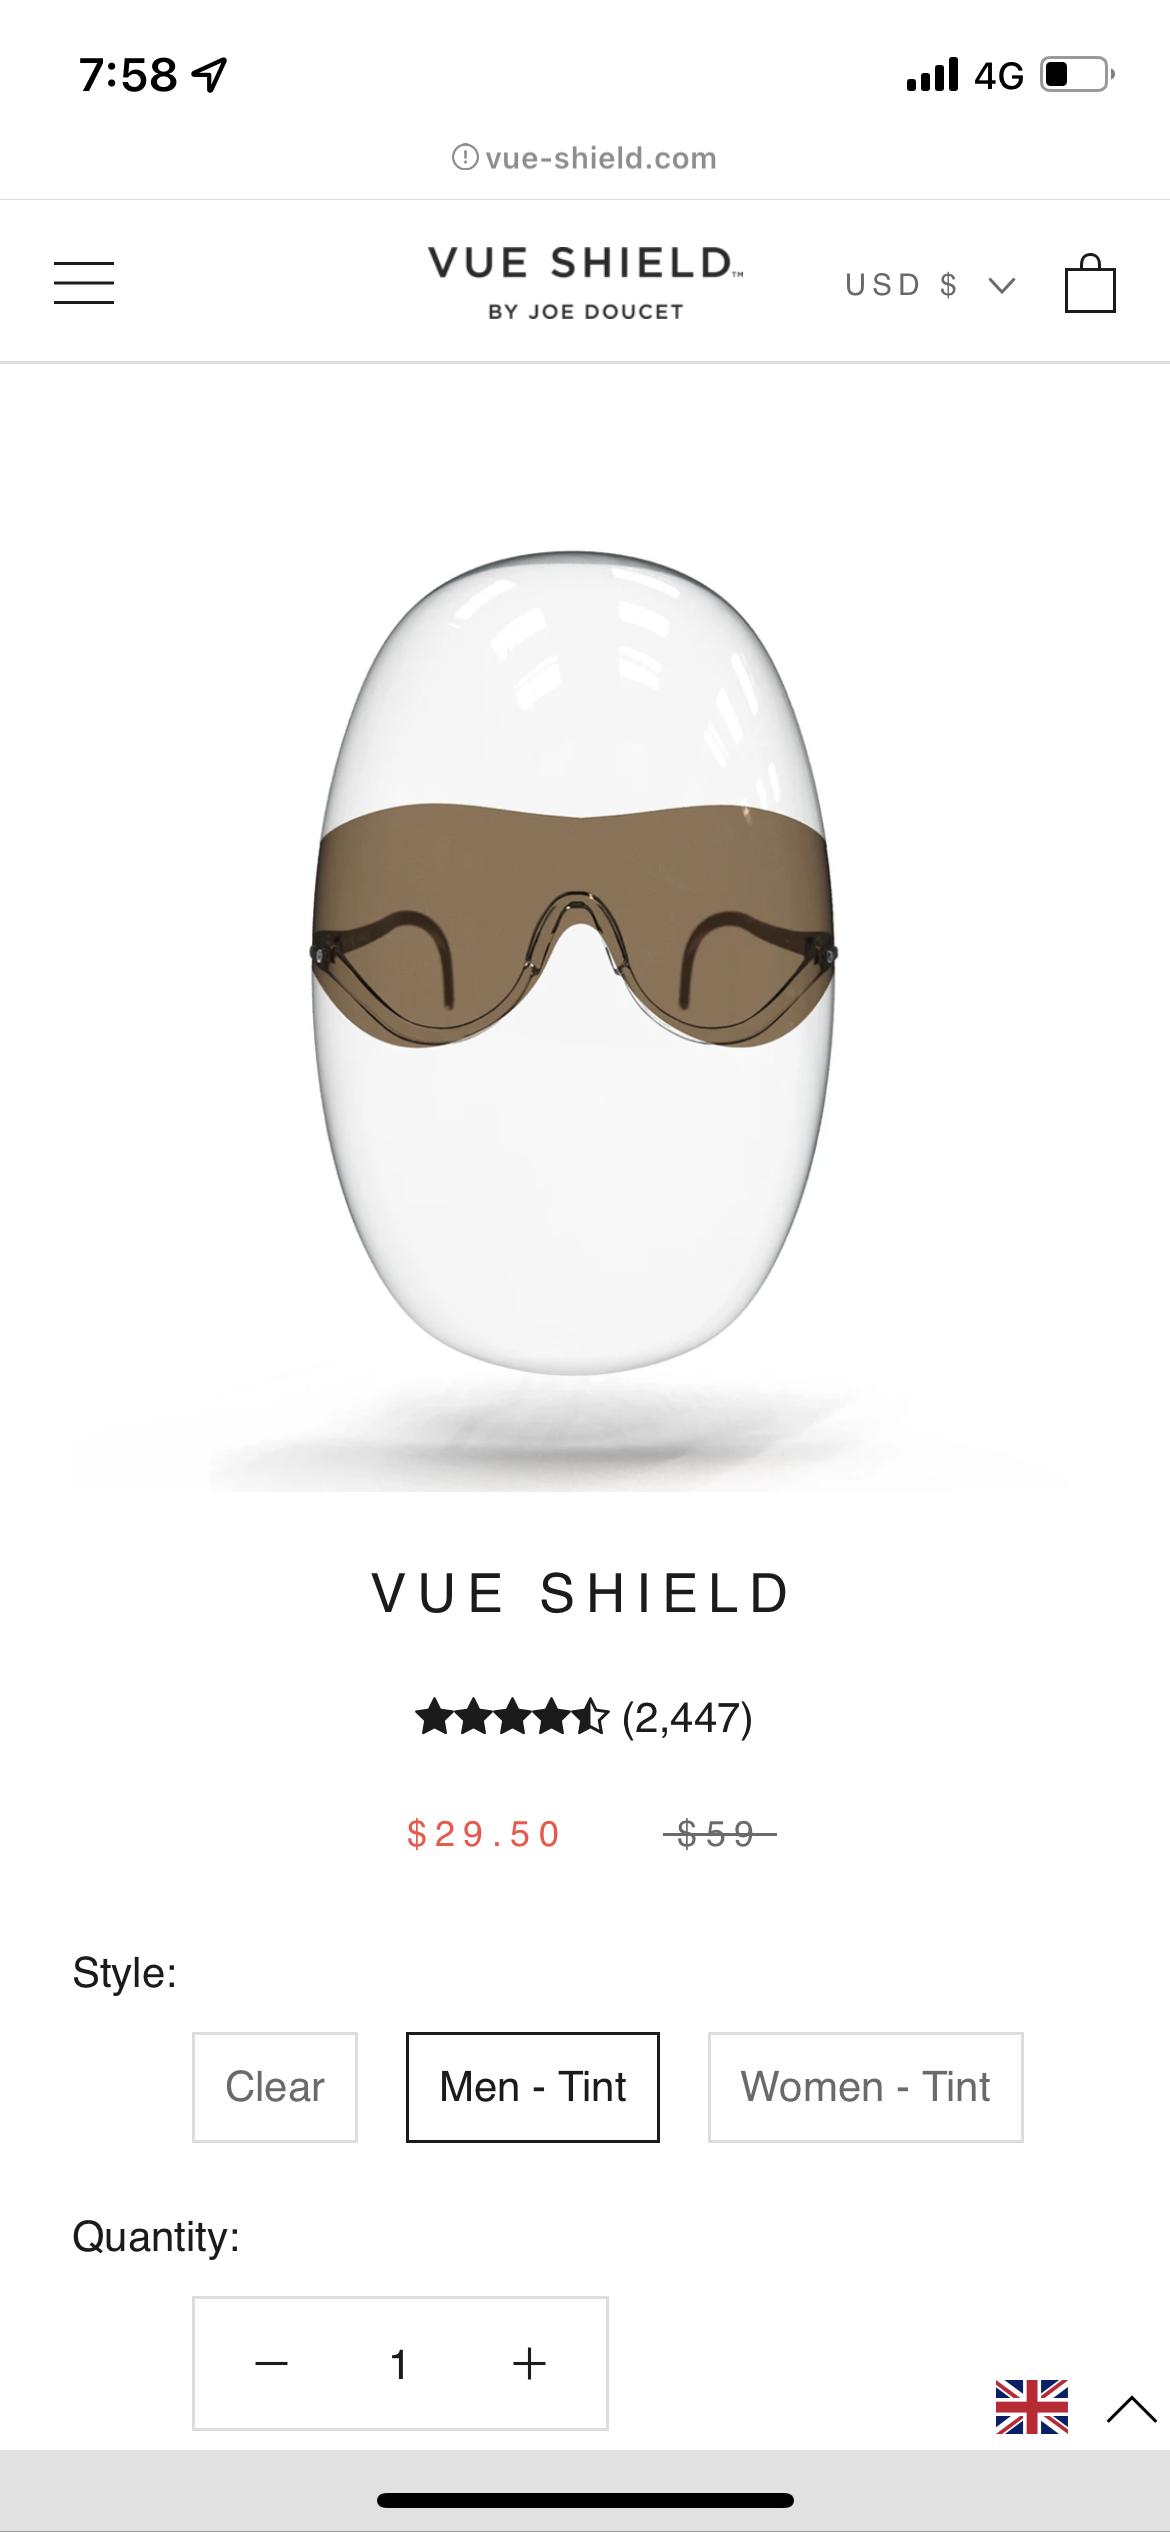 7:58
4G
vue-shield.com
VUE SHIELD™
BY JOE DOUCET
USD $
VUE SHIELD
(2,447)
$29.50 $59
Style:
Clear Men - Tint Women - Tint
Quantity:
1